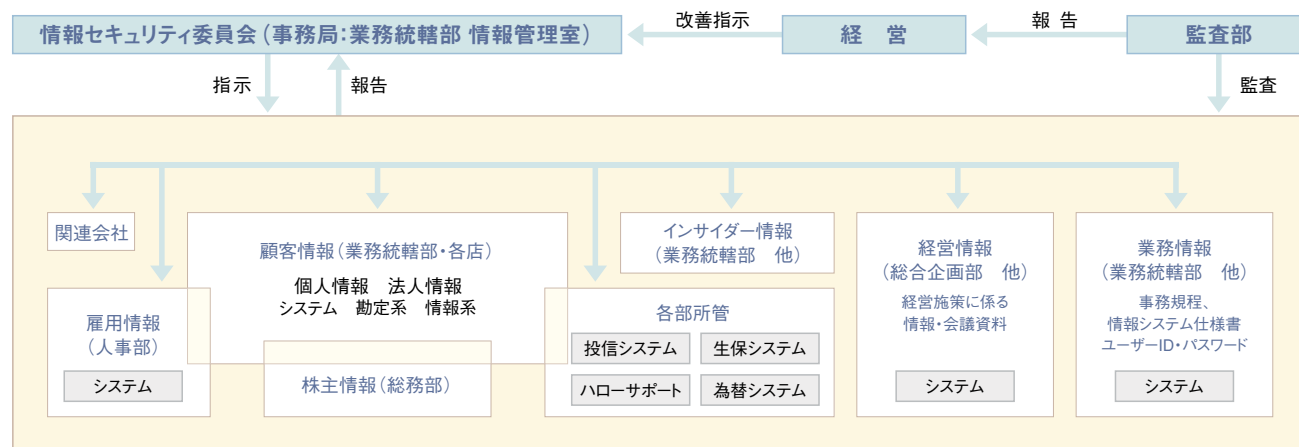 情報セキュリティ委員会(事務局:業務統轄部 情報管理室)
改善指示
経 営
報 告
監査部
指示
報告
監査
関連会社
顧客情報(業務統轄部・各店)
個人情報 法人情報
システム 勘定系 情報系
インサイダー情報
(業務統轄部 他)
経営情報
(総合企画部 他)
経営施策に係る
情報・会議資料
システム
業務情報
(業務統轄部 他)
事務規程、
情報システム仕様書
ユーザーID・パスワード
システム
雇用情報
(人事部)
システム
株主情報(総務部)
各部所管
投信システム
生保システム
ハローサポート
為替システム